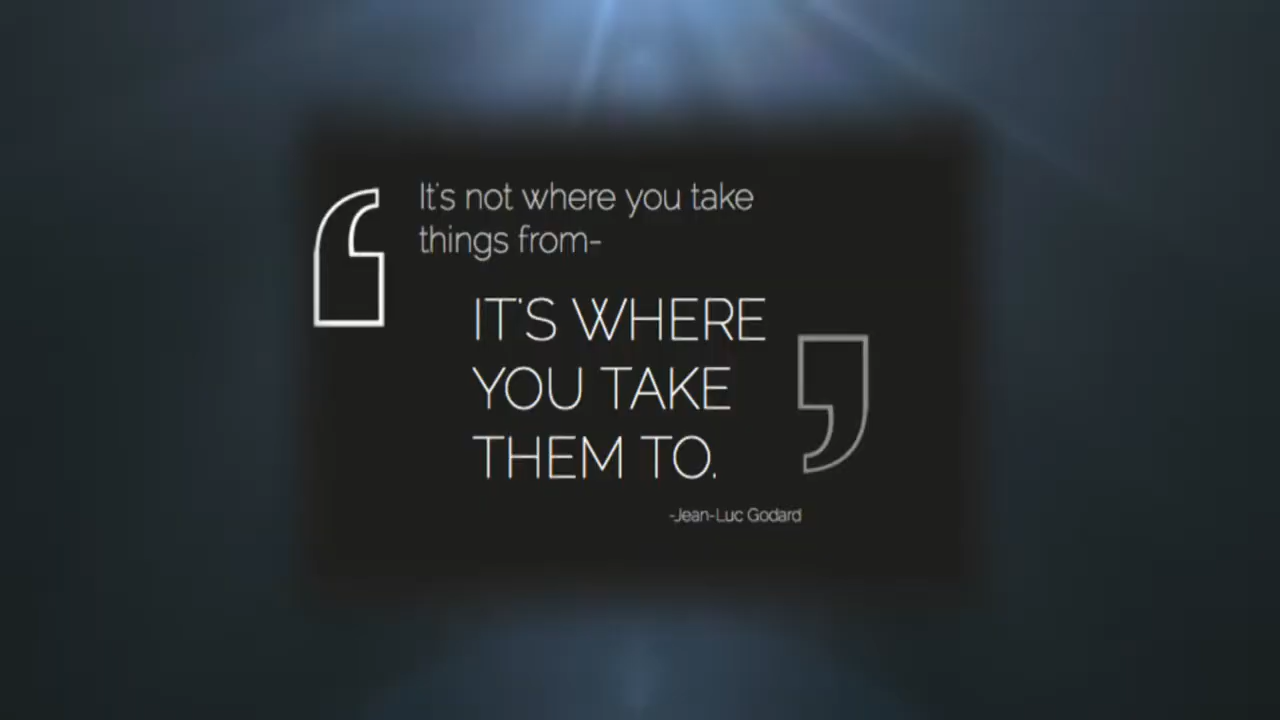 It's not where you take
things from-
IT'S WHERE
YOU TAKE
THEM TO.
-Jean-Luc Godard